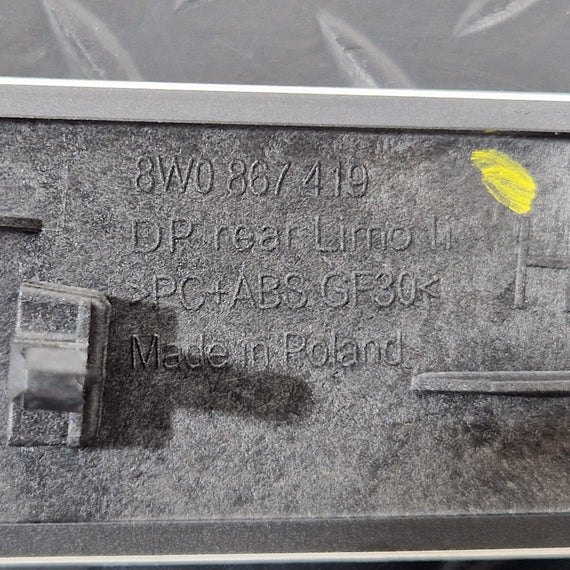 8W0 867 419
DP rear Limo li
>PC+ABS GF30<
Made in Poland